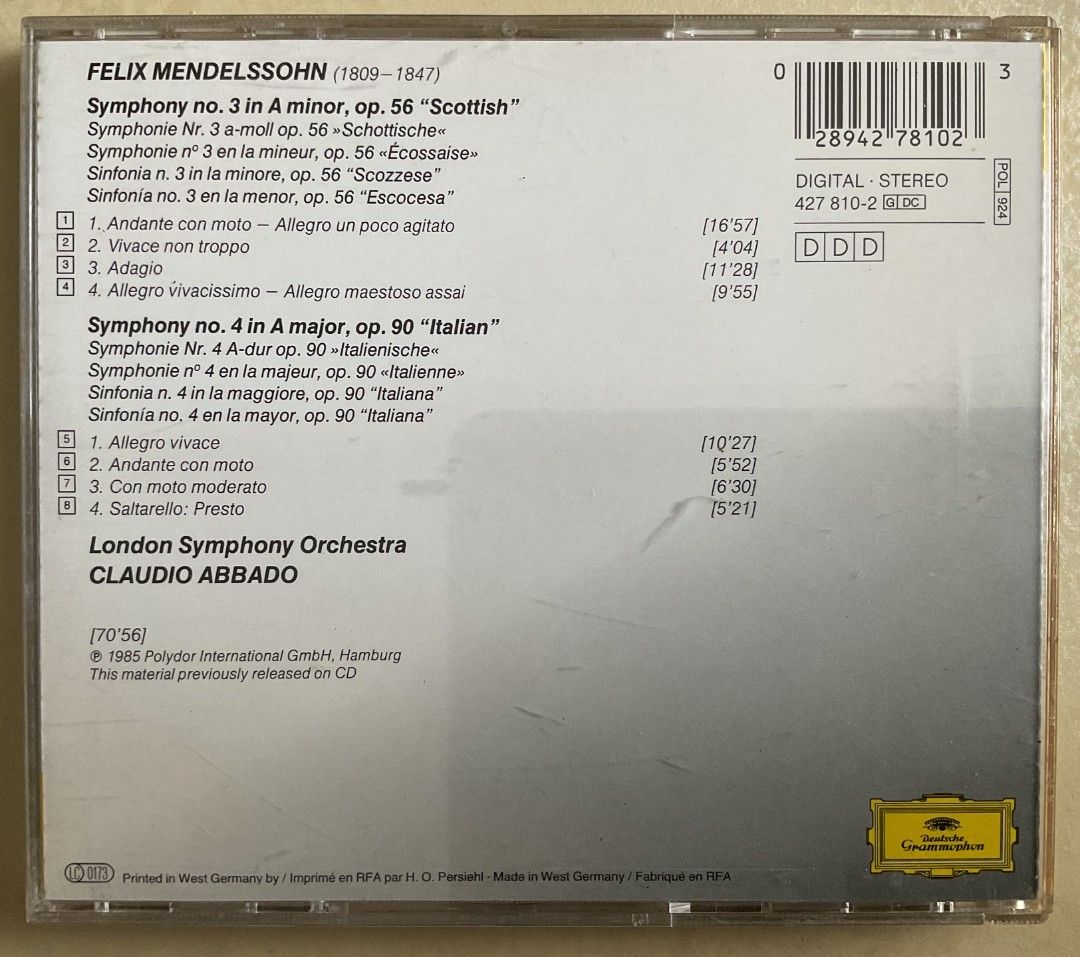 FELIX MENDELSSOHN (1809–1847)
Symphony no. 3 in A minor, op. 56 “Scottish”
Symphonie Nr. 3 a-moll op. 56 »Schottische«
Symphonie nº 3 en la mineur, op. 56 «Écossaise»
Sinfonia n. 3 in la minore, op. 56 “Scozzese”
Sinfonía no. 3 en la menor, op. 56 “Escocesa”
1 1. Andante con moto – Allegro un poco agitato [16’57]
2 2. Vivace non troppo [4’04]
3 3. Adagio [11’28]
4 4. Allegro vivacissimo – Allegro maestoso assai [9’55]
Symphony no. 4 in A major, op. 90 “Italian”
Symphonie Nr. 4 A-dur op. 90 »Italienische«
Symphonie nº 4 en la majeur, op. 90 «Italienne»
Sinfonia n. 4 in la maggiore, op. 90 “Italiana”
Sinfonía no. 4 en la mayor, op. 90 “Italiana”
5 1. Allegro vivace [10’27]
6 2. Andante con moto [5’52]
7 3. Con moto moderato [6’30]
8 4. Saltarello: Presto [5’21]
London Symphony Orchestra
CLAUDIO ABBADO
[70’56]
℗ 1985 Polydor International GmbH, Hamburg
This material previously released on CD
0 28942 78102 3
DIGITAL · STEREO
427 810-2 G DC
POL 924
D D D
Deutsche
Grammophon
LC 0173 Printed in West Germany by / Imprimé en RFA par H. O. Persiehl · Made in West Germany / Fabriqué en RFA